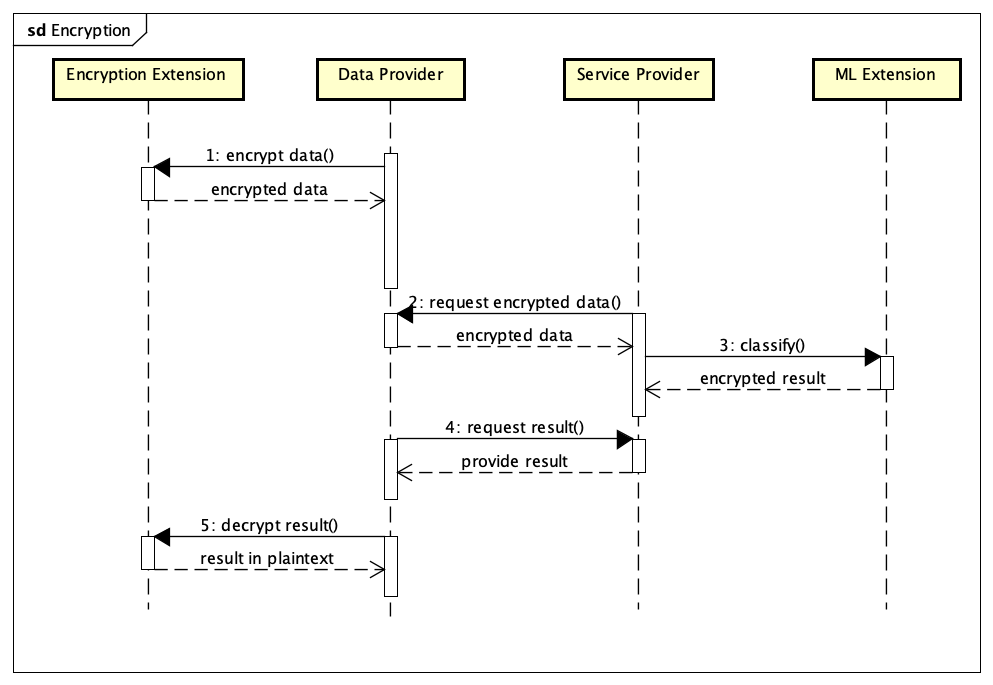 sd Encryption
Encryption Extension
Data Provider
Service Provider
ML Extension
1: encrypt data()
encrypted data
2: request encrypted data()
encrypted data
3: classify()
encrypted result
4: request result()
provide result
5: decrypt result()
result in plaintext